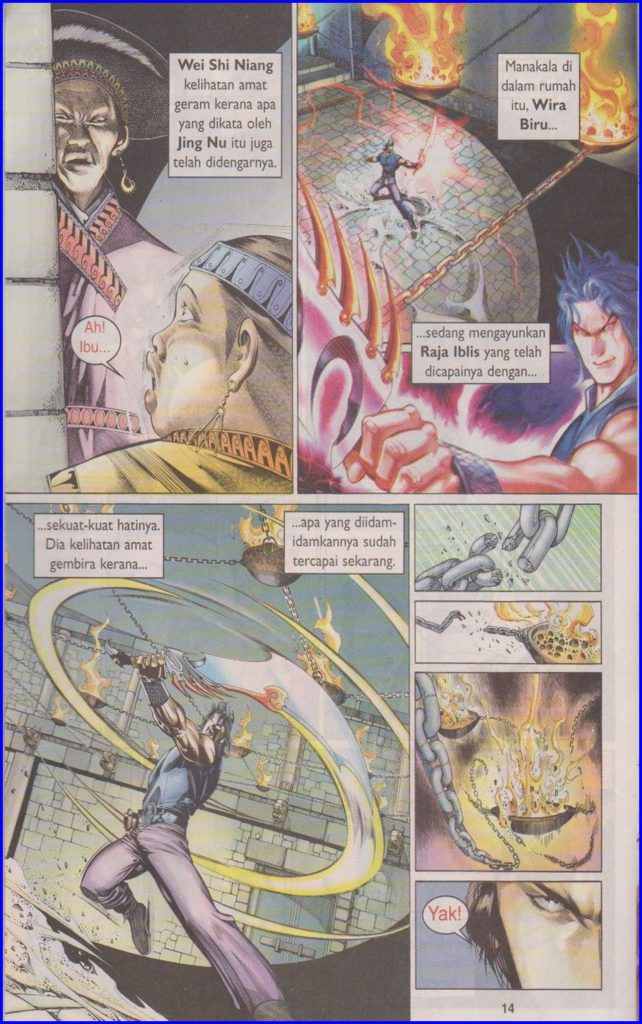 Wei Shi Niang
kelihatan amat
geram kerana apa
yang dikata oleh
Jing Nu itu juga
telah didengarnya.
Ah!
Ibu...
Manakala di
dalam rumah
itu, Wira
Biru...
...sedang mengayunkan
Raja Iblis yang telah
dicapainya dengan...
...sekuat-kuat hatinya.
Dia kelihatan amat
gembira kerana...
...apa yang diidam-
idamkannya sudah
tercapai sekarang.
Yak!
14